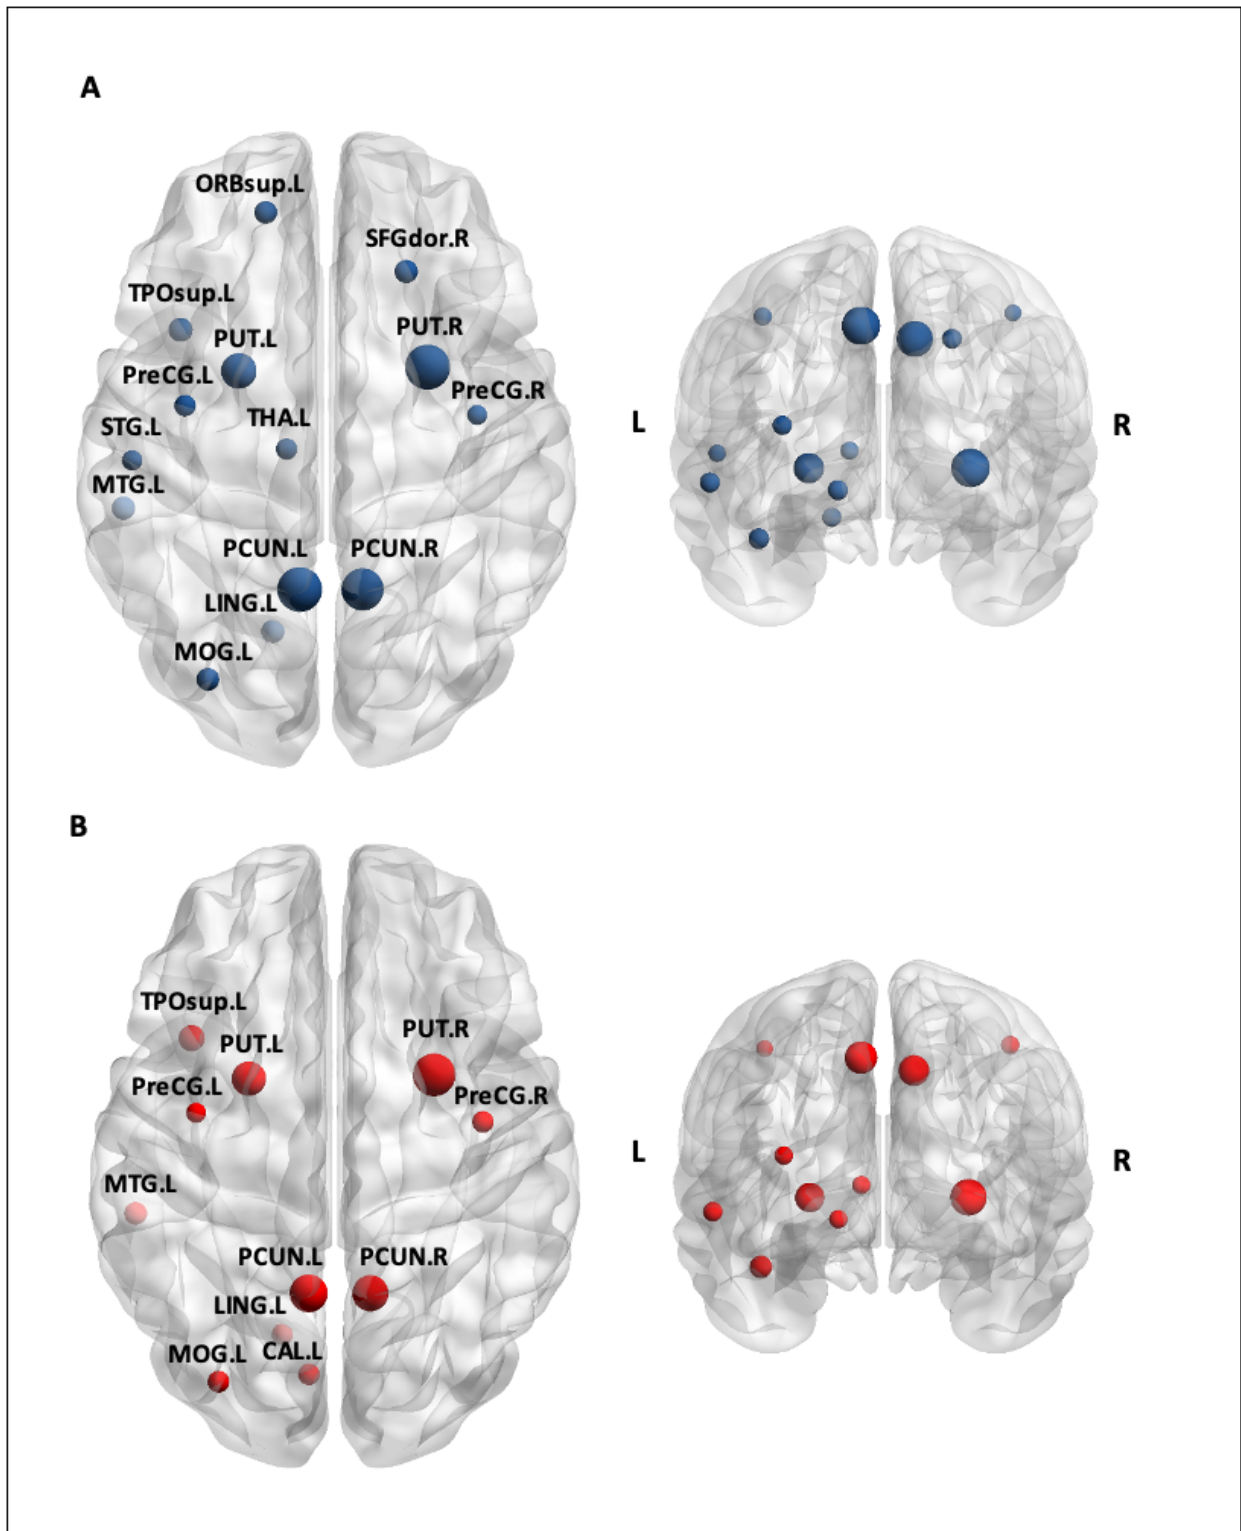 A
ORBsup.L
SFGdor.R
TPOsup.L
PUT.L
PUT.R
PreCG.L
PreCG.R
STG.L
THA.L
MTG.L
PCUN.L
PCUN.R
LING.L
MOG.L
L
R
B
TPOsup.L
PUT.L
PUT.R
PreCG.L
PreCG.R
MTG.L
PCUN.L
PCUN.R
LING.L
MOG.L
CAL.L
L
R